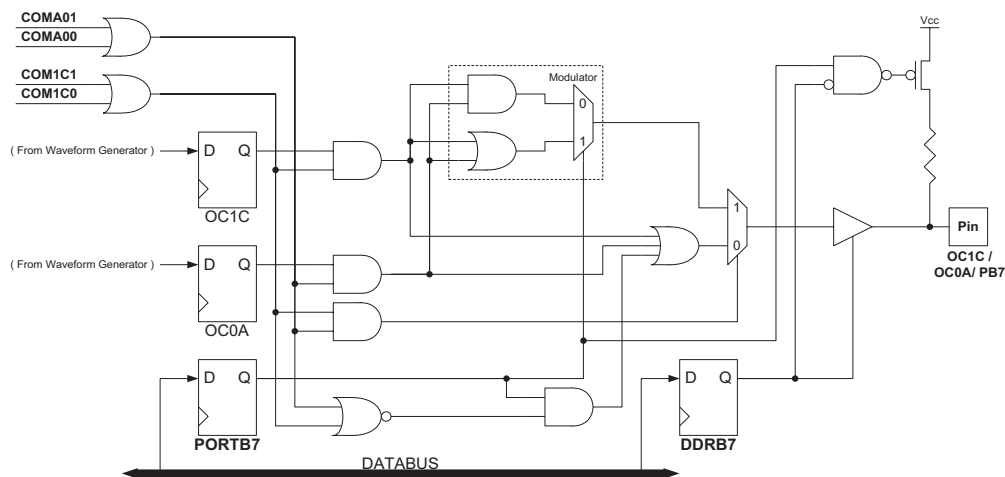 COMA01
COMA00
Vcc
COM1C1
COM1C0
Modulator
0
1
( From Waveform Generator )
D Q
OC1C
1
0
Pin
OC1C /
OC0A/ PB7
( From Waveform Generator )
D Q
OC0A
D Q
PORTB7
D Q
DDRB7
DATABUS